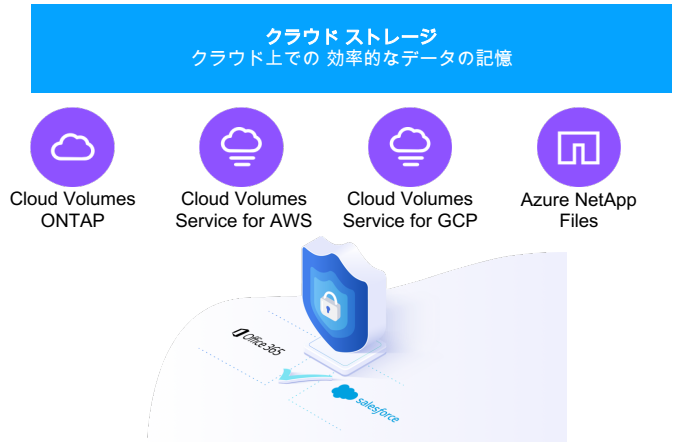 クラウド ストレージ
クラウド上での 効率的なデータの記憶
Cloud Volumes
ONTAP
Cloud Volumes
Service for AWS
Cloud Volumes
Service for GCP
Azure NetApp
Files
Office 365
salesforce